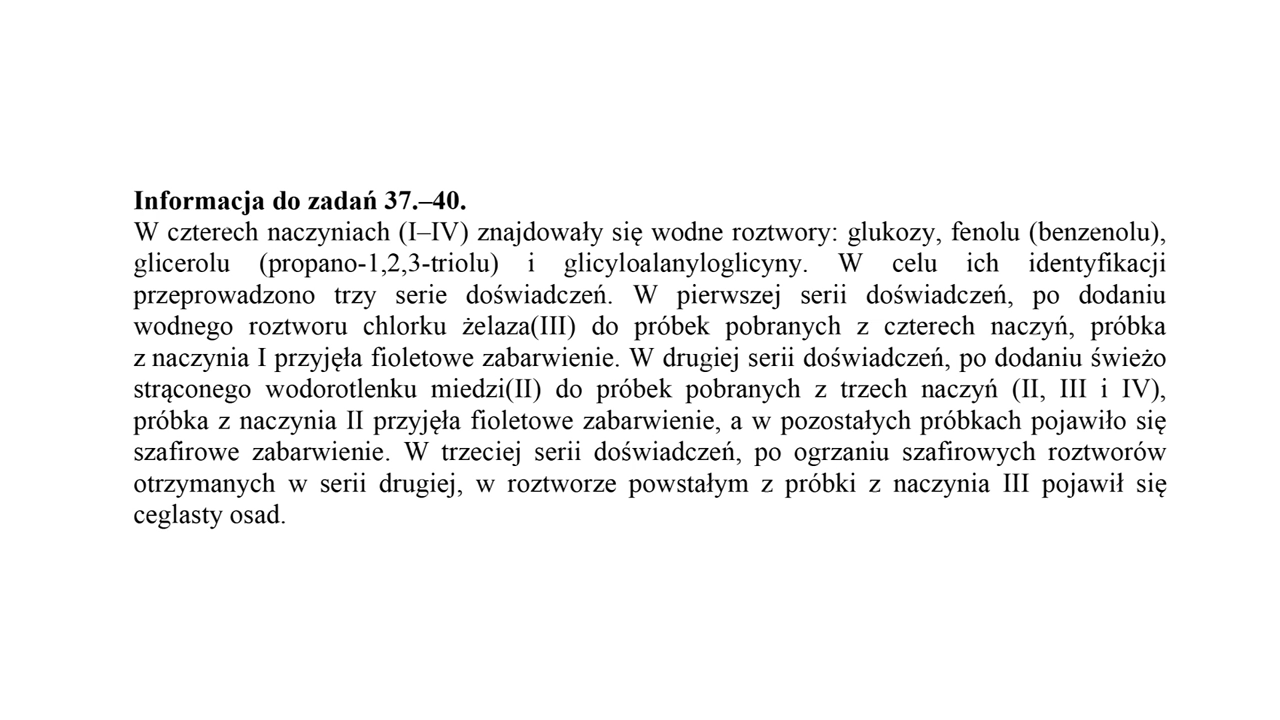 Informacja do zadań 37.–40.
W czterech naczyniach (I–IV) znajdowały się wodne roztwory: glukozy, fenolu (benzenolu),
glicerolu (propano-1,2,3-triolu) i glicyloalanyloglicyny. W celu ich identyfikacji
przeprowadzono trzy serie doświadczeń. W pierwszej serii doświadczeń, po dodaniu
wodnego roztworu chlorku żelaza(III) do próbek pobranych z czterech naczyń, próbka
z naczynia I przyjęła fioletowe zabarwienie. W drugiej serii doświadczeń, po dodaniu świeżo
strąconego wodorotlenku miedzi(II) do próbek pobranych z trzech naczyń (II, III i IV),
próbka z naczynia II przyjęła fioletowe zabarwienie, a w pozostałych próbkach pojawiło się
szafirowe zabarwienie. W trzeciej serii doświadczeń, po ogrzaniu szafirowych roztworów
otrzymanych w serii drugiej, w roztworze powstałym z próbki z naczynia III pojawił się
ceglasty osad.